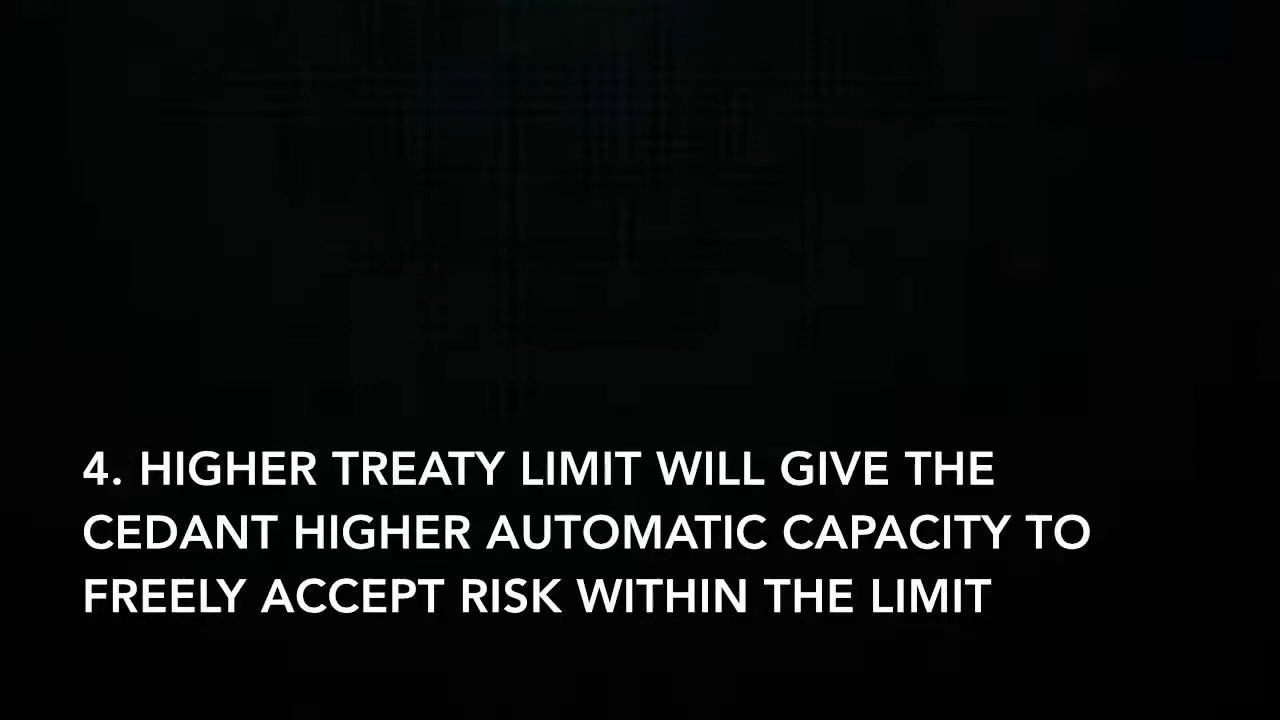 4. HIGHER TREATY LIMIT WILL GIVE THE
CEDANT HIGHER AUTOMATIC CAPACITY TO
FREELY ACCEPT RISK WITHIN THE LIMIT